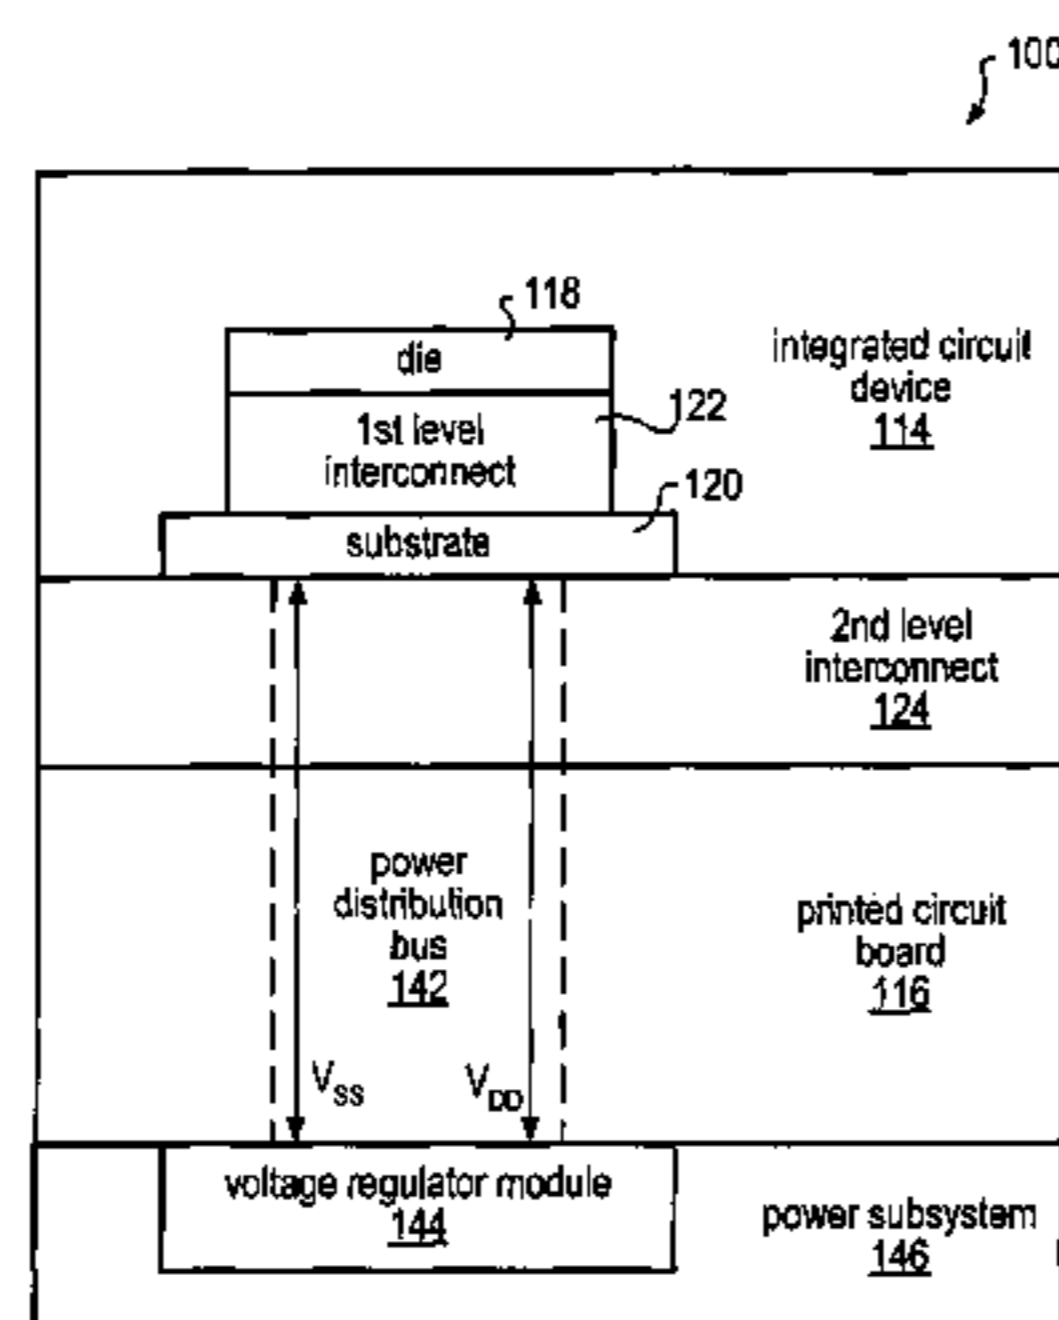 100
118
die
integrated circuit
device
114
122
1st level
interconnect
120
substrate
2nd level
interconnect
124
power
distribution
bus
142
printed circuit
board
116
VSS
VDD
voltage regulator module
144
power subsystem
146